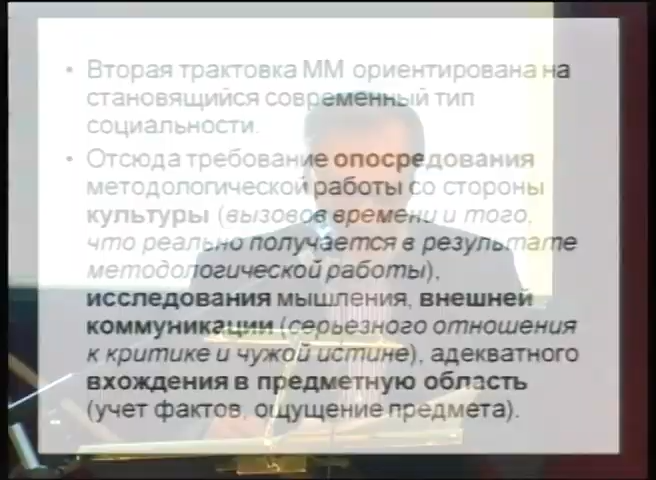 • Вторая трактовка ММ ориентирована на
становящийся современный тип
социальности.
• Отсюда требование опосредования
методологической работы со стороны
культуры (вызовов времени и того,
что реально получается в результате
методологической работы),
исследования мышления, внешней
коммуникации (серьезного отношения
к критике и чужой истине), адекватного
вхождения в предметную область
(учет фактов, ощущение предмета).